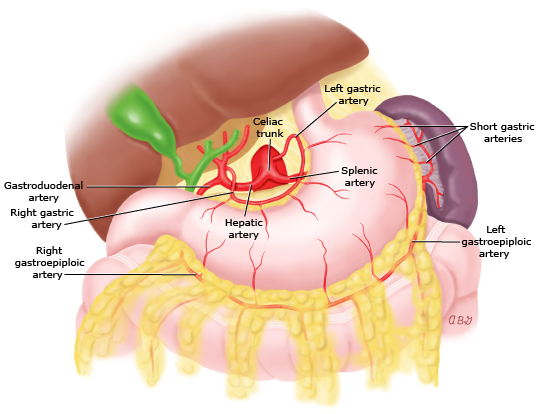 Left gastric
artery
Celiac
trunk
Short gastric
arteries
Splenic
artery
Gastroduodenal
artery
Right gastric
artery
Hepatic
artery
Left
gastroepiploic
artery
Right
gastroepiploic
artery